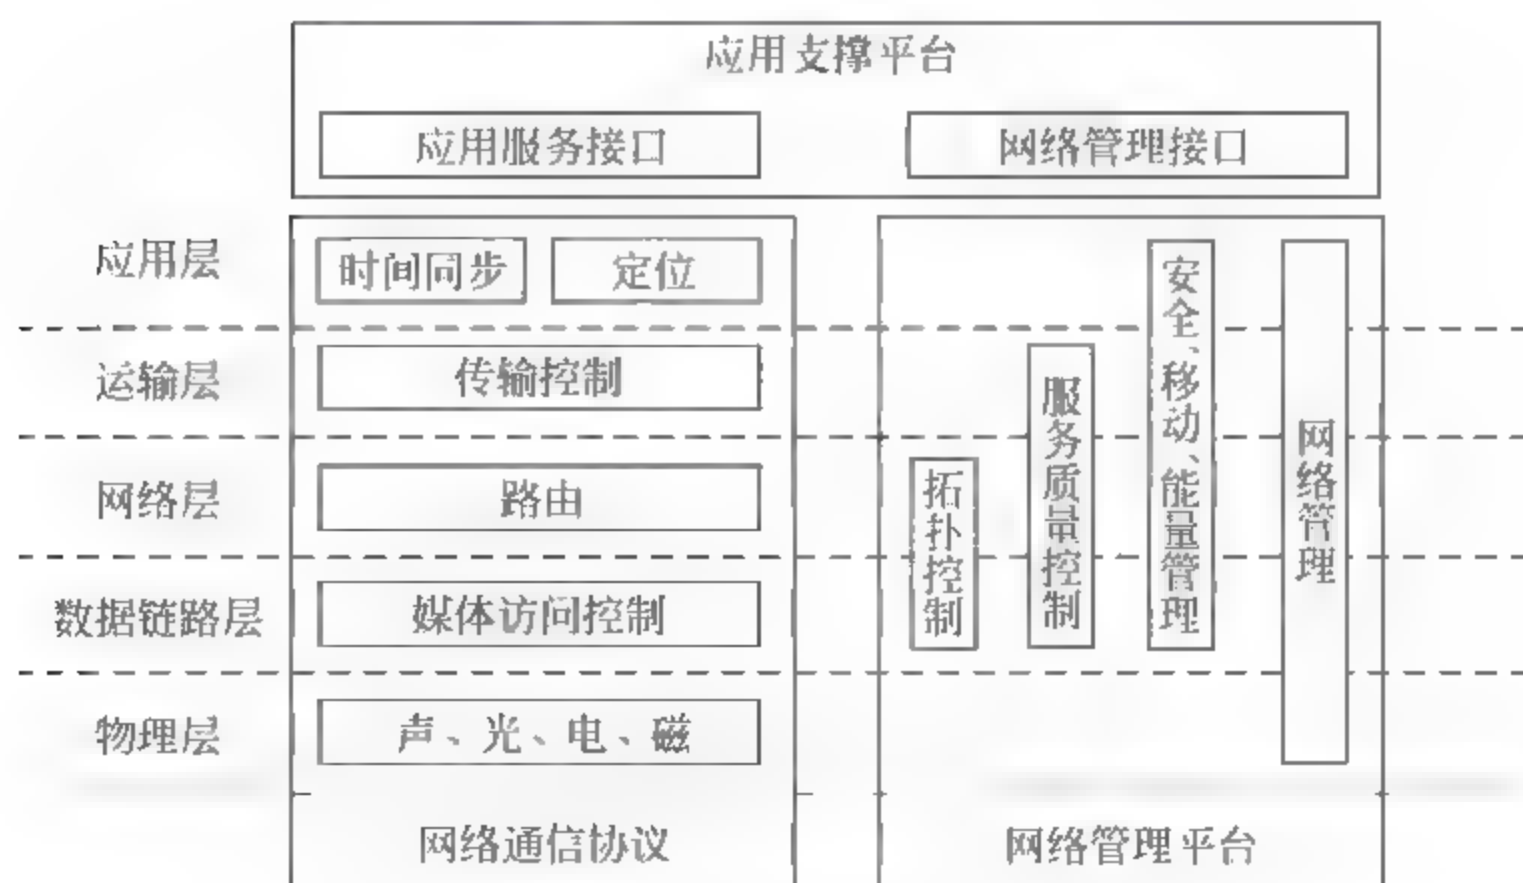 应用支撑平台
应用服务接口
网络管理接口
应用层
时间同步
定位
运输层
传输控制
网络层
路由
数据链路层
媒体访问控制
物理层
声、光、电、磁
拓扑控制
服务质量控制
安全、移动、能量管理
网络管理
网络通信协议
网络管理平台